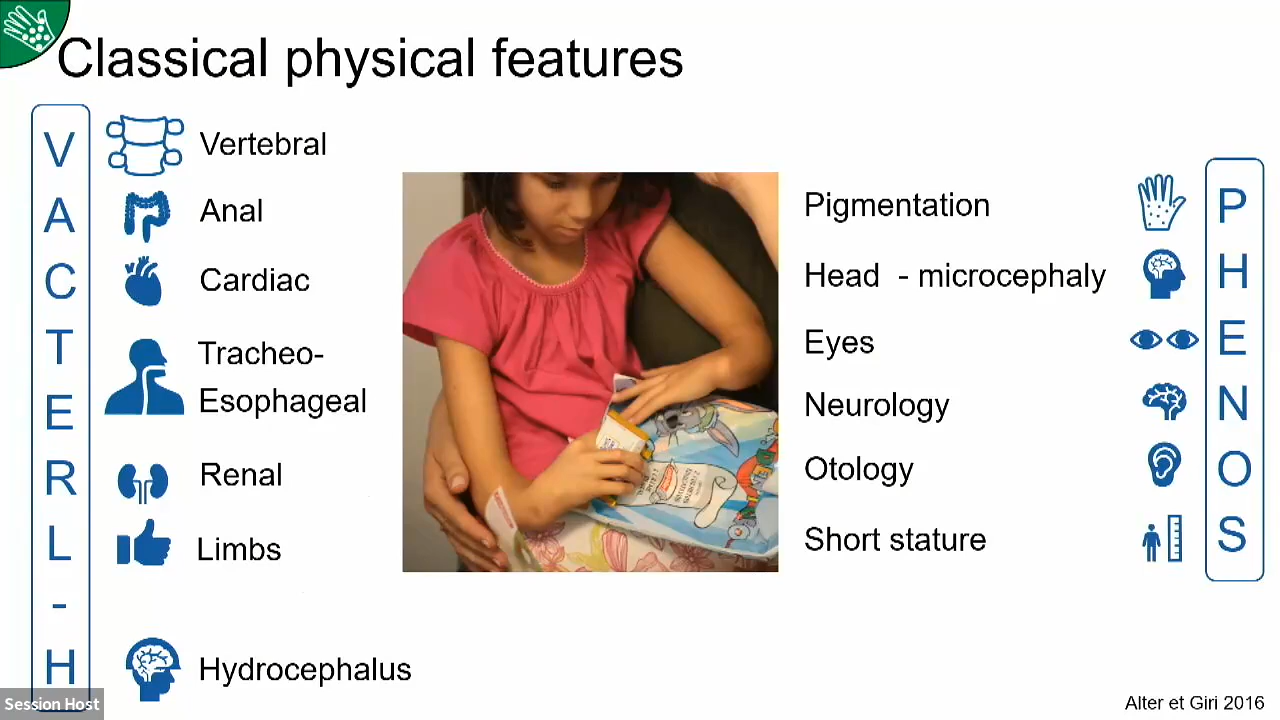 Classical physical features
V
A
C
T
E
R
L
-
H
Vertebral
Anal
Cardiac
Tracheo-
Esophageal
Renal
Limbs
Hydrocephalus
Pigmentation
Head - microcephaly
Eyes
Neurology
Otology
Short stature
P
H
E
N
O
S
Session Host
Alter et Giri 2016